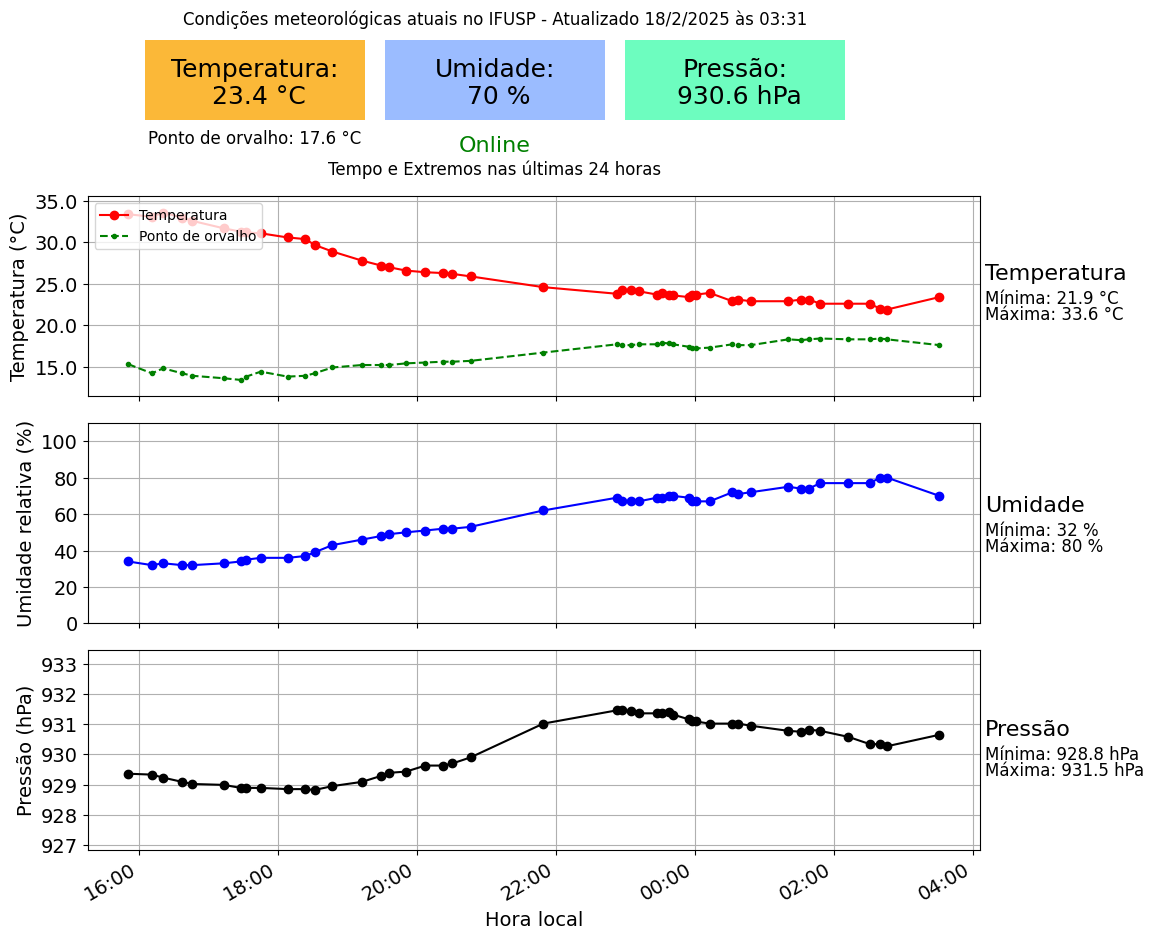 Condições meteorológicas atuais no IFUSP - Atualizado 18/2/2025 às 03:31
Temperatura:
23.4 °C
Umidade:
70 %
Pressão:
930.6 hPa
Ponto de orvalho: 17.6 °C
Online
Tempo e Extremos nas últimas 24 horas
Temperatura (°C)
35.0
30.0
25.0
20.0
15.0
Temperatura
Ponto de orvalho
Temperatura
Mínima: 21.9 °C
Máxima: 33.6 °C
Umidade relativa (%)
100
80
60
40
20
0
Umidade
Mínima: 32 %
Máxima: 80 %
Pressão (hPa)
933
932
931
930
929
928
927
Pressão
Mínima: 928.8 hPa
Máxima: 931.5 hPa
16:00 18:00 20:00 22:00 00:00 02:00 04:00
Hora local